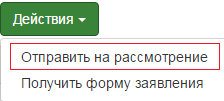 Действия
Отправить на рассмотрение
Получить форму заявления